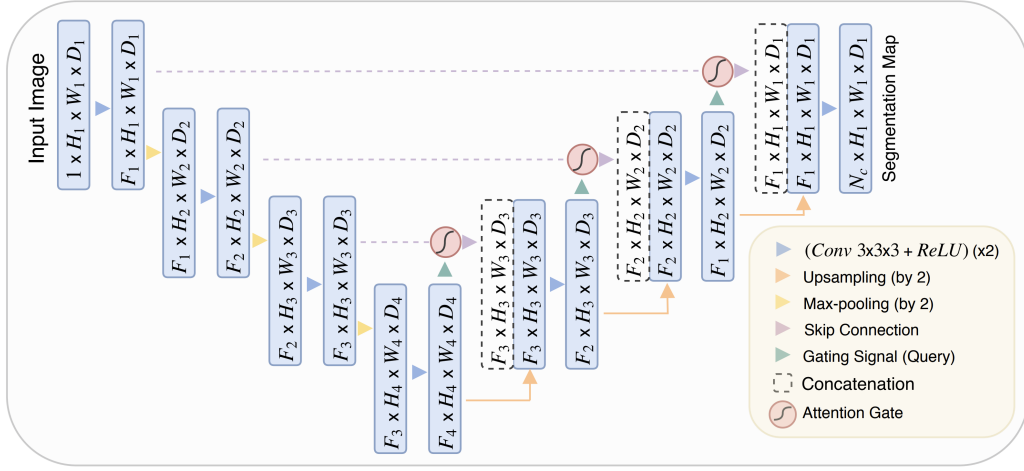 Input Image
1 x H₁ x W₁ x D₁
F₁ x H₁ x W₁ x D₁
F₁ x H₂ x W₂ x D₂
F₂ x H₂ x W₂ x D₂
F₂ x H₃ x W₃ x D₃
F₃ x H₃ x W₃ x D₃
F₃ x H₄ x W₄ x D₄
F₄ x H₄ x W₄ x D₄
F₃ x H₃ x W₃ x D₃
F₃ x H₃ x W₃ x D₃
F₂ x H₃ x W₃ x D₃
F₂ x H₂ x W₂ x D₂
F₂ x H₂ x W₂ x D₂
F₁ x H₂ x W₂ x D₂
F₁ x H₁ x W₁ x D₁
F₁ x H₁ x W₁ x D₁
N_c x H₁ x W₁ x D₁
Segmentation Map
(Conv 3x3x3 + ReLU) (x2)
Upsampling (by 2)
Max-pooling (by 2)
Skip Connection
Gating Signal (Query)
Concatenation
Attention Gate